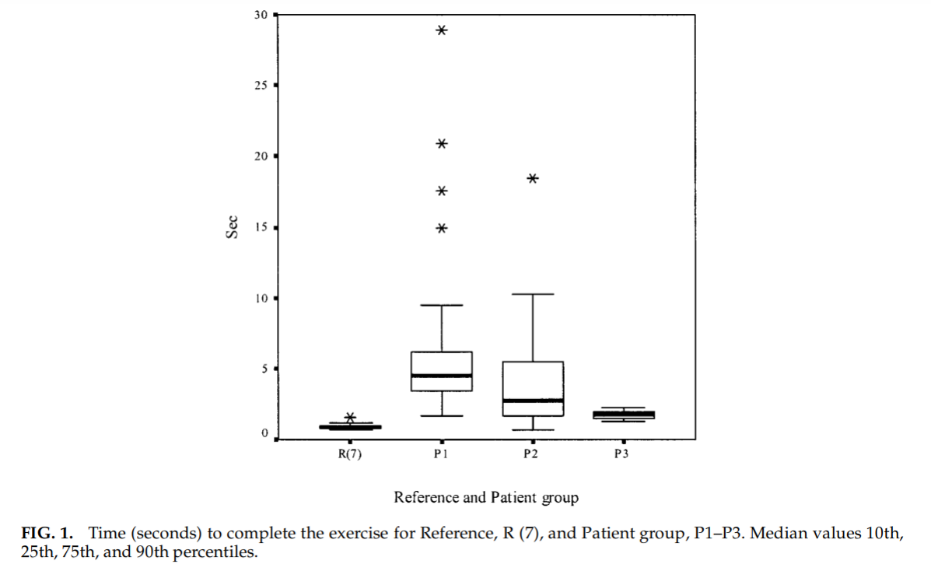 30
25
20
15
10
5
0
Sec
R(7) P1 P2 P3
Reference and Patient group
FIG. 1. Time (seconds) to complete the exercise for Reference, R (7), and Patient group, P1–P3. Median values 10th,
25th, 75th, and 90th percentiles.